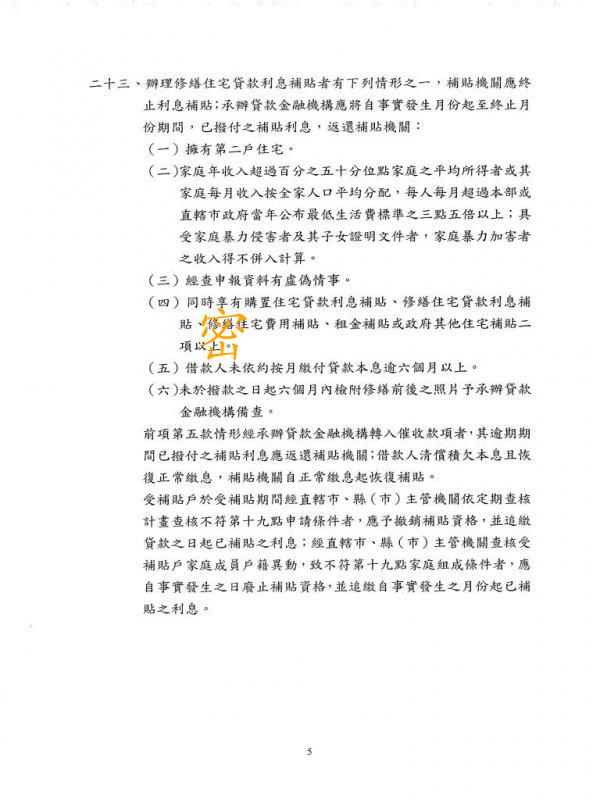 二十三、辦理修繕住宅貸款利息補貼者有下列情形之一，補貼機關應終
止利息補貼；承辦貸款金融機構應將自事實發生月份起至終止月
份期間，已撥付之補貼利息，返還補貼機關：
（一）擁有第二戶住宅。
（二）家庭年收入超過百分之五十分位點家庭之平均所得者或其
家庭每月收入按全家人口平均分配，每人每月超過本部或
直轄市政府當年公布最低生活費標準之三點五倍以上；具
受家庭暴力侵害者及其子女證明文件者，家庭暴力加害者
之收入得不併入計算。
（三）經查申報資料有虛偽情事。
（四）同時享有購置住宅貸款利息補貼、修繕住宅貸款利息補
貼、修繕住宅費用補貼、租金補貼或政府其他住宅補貼二
項以上。
密
（五）借款人未依約按月繳付貸款本息逾六個月以上。
（六）未於撥款之日起六個月內檢附修繕前後之照片予承辦貸款
金融機構備查。
前項第五款情形經承辦貸款金融機構轉入催收款項者，其逾期期
間已撥付之補貼利息應返還補貼機關；借款人清償積欠本息且恢
復正常繳息，補貼機關自正常繳息起恢復補貼。
受補貼戶於受補貼期間經直轄市、縣（市）主管機關依定期查核
計畫查核不符第十九點申請條件者，應予撤銷補貼資格，並追繳
貸款之日起已補貼之利息；經直轄市、縣（市）主管機關查核受
補貼戶家庭成員戶籍異動，致不符第十九點家庭組成條件者，應
自事實發生之日廢止補貼資格，並追繳自事實發生之月份起已補
貼之利息。
5